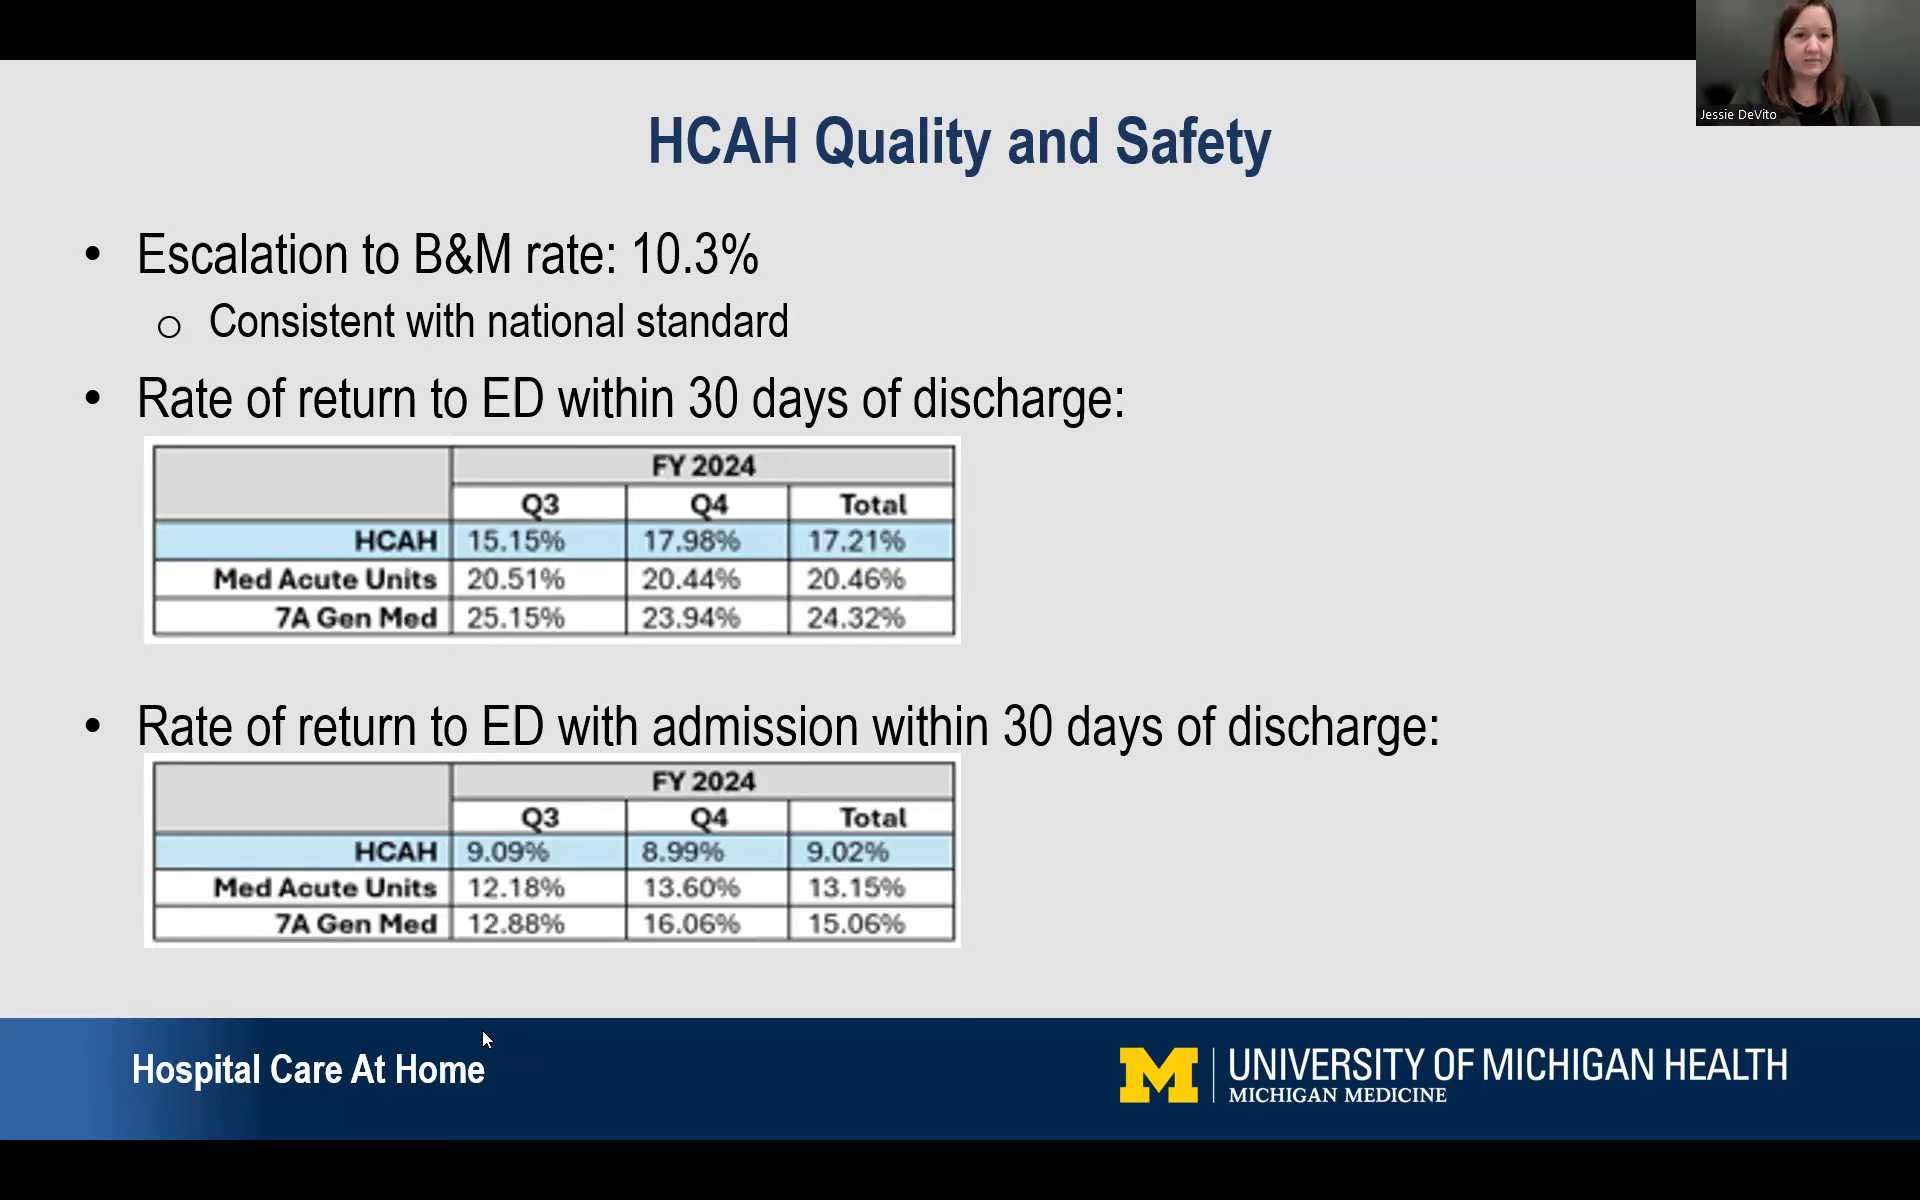 Jessie DeVito
HCAH Quality and Safety
• Escalation to B&M rate: 10.3%
o Consistent with national standard
• Rate of return to ED within 30 days of discharge:
FY 2024
Q3 Q4 Total
HCAH 15.15% 17.98% 17.21%
Med Acute Units 20.51% 20.44% 20.46%
7A Gen Med 25.15% 23.94% 24.32%
• Rate of return to ED with admission within 30 days of discharge:
FY 2024
Q3 Q4 Total
HCAH 9.09% 8.99% 9.02%
Med Acute Units 12.18% 13.60% 13.15%
7A Gen Med 12.88% 16.06% 15.06%
Hospital Care At Home
M UNIVERSITY OF MICHIGAN HEALTH
MICHIGAN MEDICINE